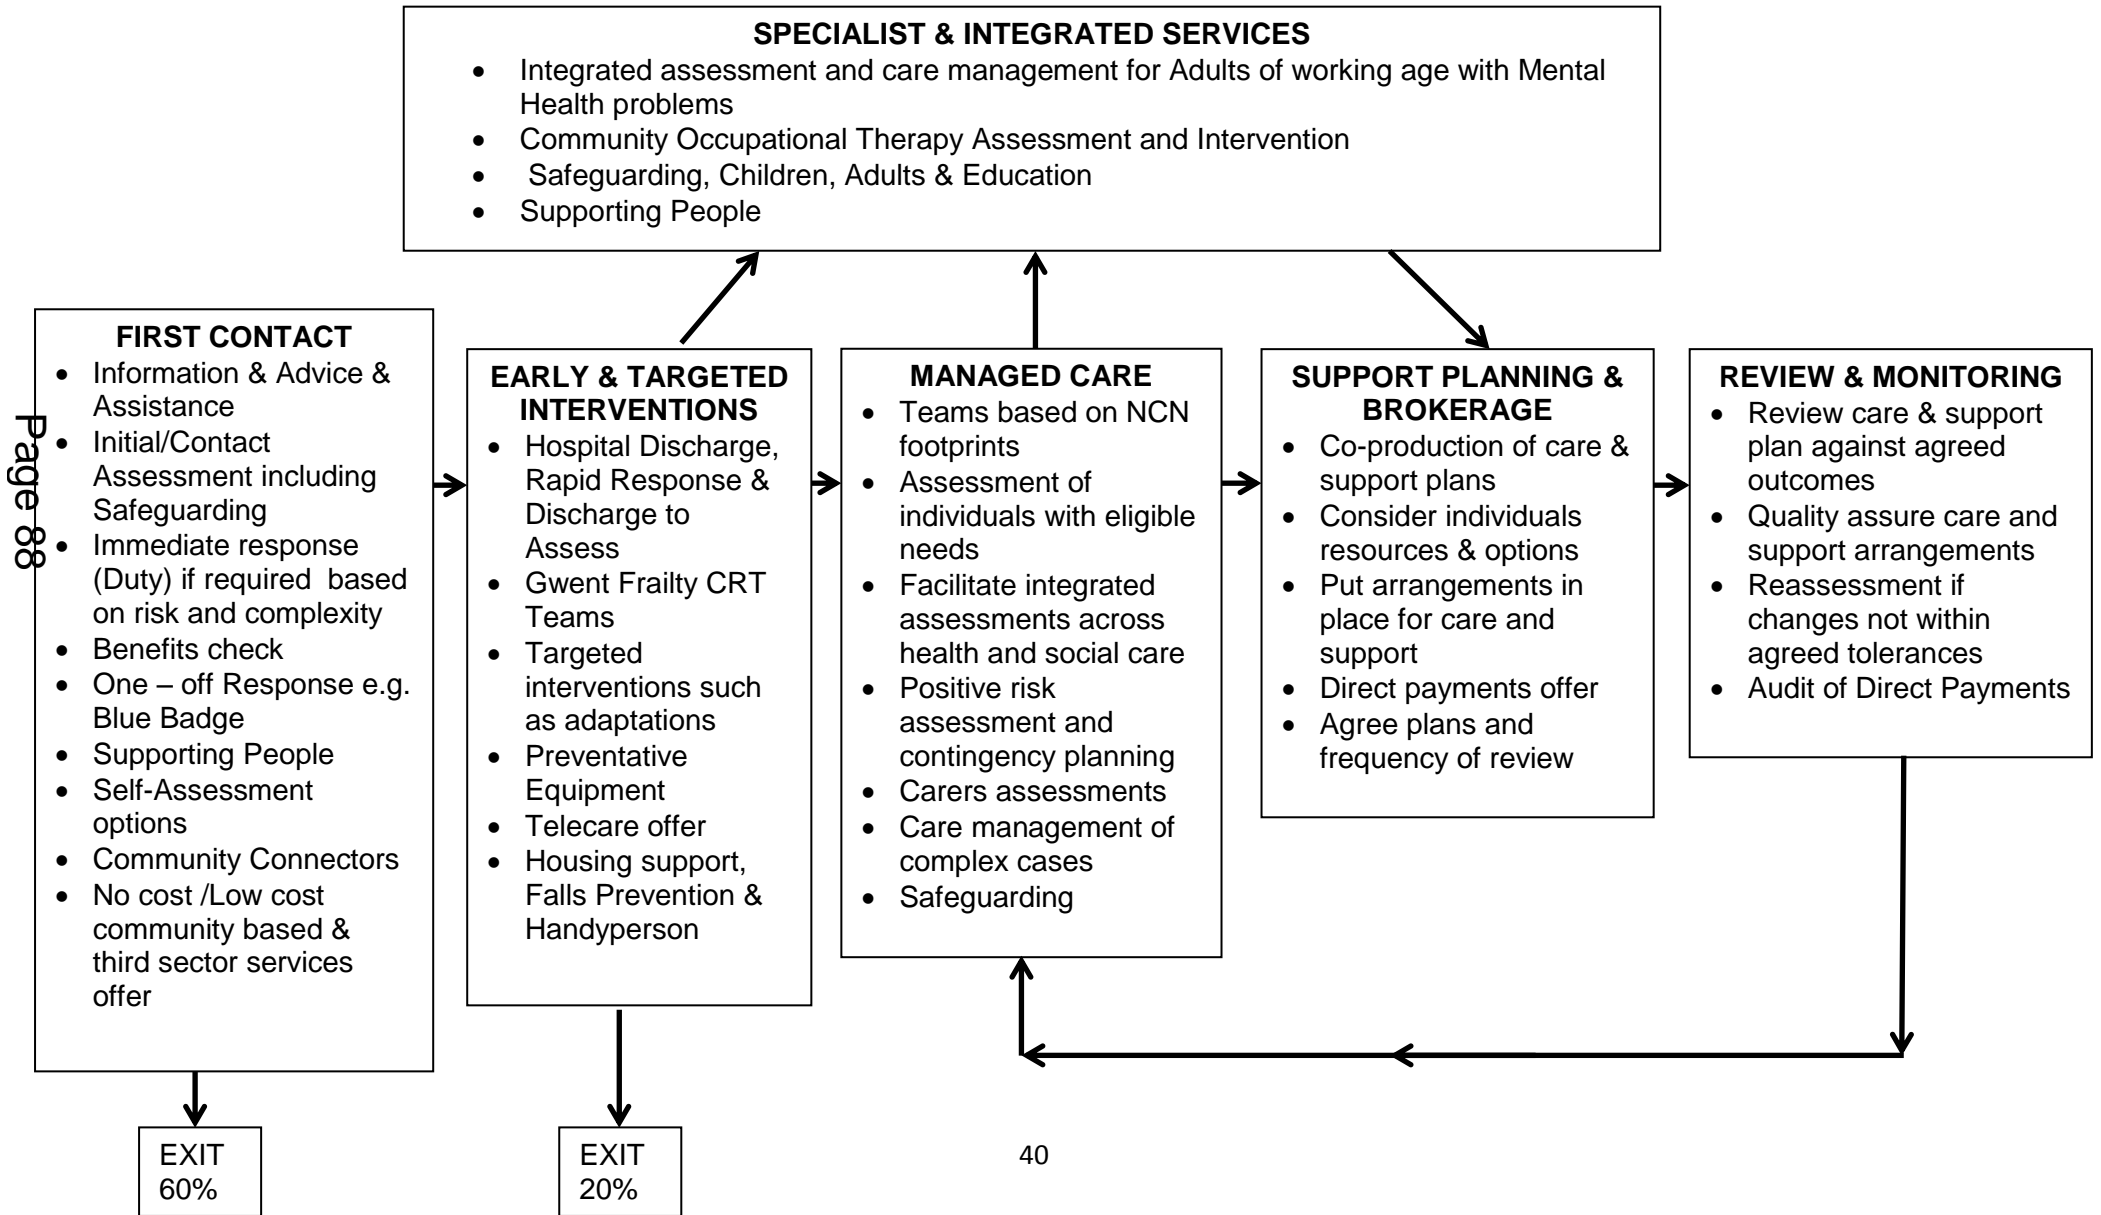 SPECIALIST & INTEGRATED SERVICES
• Integrated assessment and care management for Adults of working age with Mental
Health problems
• Community Occupational Therapy Assessment and Intervention
• Safeguarding, Children, Adults & Education
• Supporting People
Page 88
FIRST CONTACT
• Information & Advice &
Assistance
• Initial/Contact
Assessment including
Safeguarding
• Immediate response
(Duty) if required based
on risk and complexity
• Benefits check
• One – off Response e.g.
Blue Badge
• Supporting People
• Self-Assessment
options
• Community Connectors
• No cost /Low cost
community based &
third sector services
offer
EXIT
60%
EARLY & TARGETED
INTERVENTIONS
• Hospital Discharge,
Rapid Response &
Discharge to
Assess
• Gwent Frailty CRT
Teams
• Targeted
interventions such
as adaptations
• Preventative
Equipment
• Telecare offer
• Housing support,
Falls Prevention &
Handyperson
EXIT
20%
MANAGED CARE
• Teams based on NCN
footprints
• Assessment of
individuals with eligible
needs
• Facilitate integrated
assessments across
health and social care
• Positive risk
assessment and
contingency planning
• Carers assessments
• Care management of
complex cases
• Safeguarding
SUPPORT PLANNING &
BROKERAGE
• Co-production of care &
support plans
• Consider individuals
resources & options
• Put arrangements in
place for care and
support
• Direct payments offer
• Agree plans and
frequency of review
REVIEW & MONITORING
• Review care & support
plan against agreed
outcomes
• Quality assure care and
support arrangements
• Reassessment if
changes not within
agreed tolerances
• Audit of Direct Payments
40